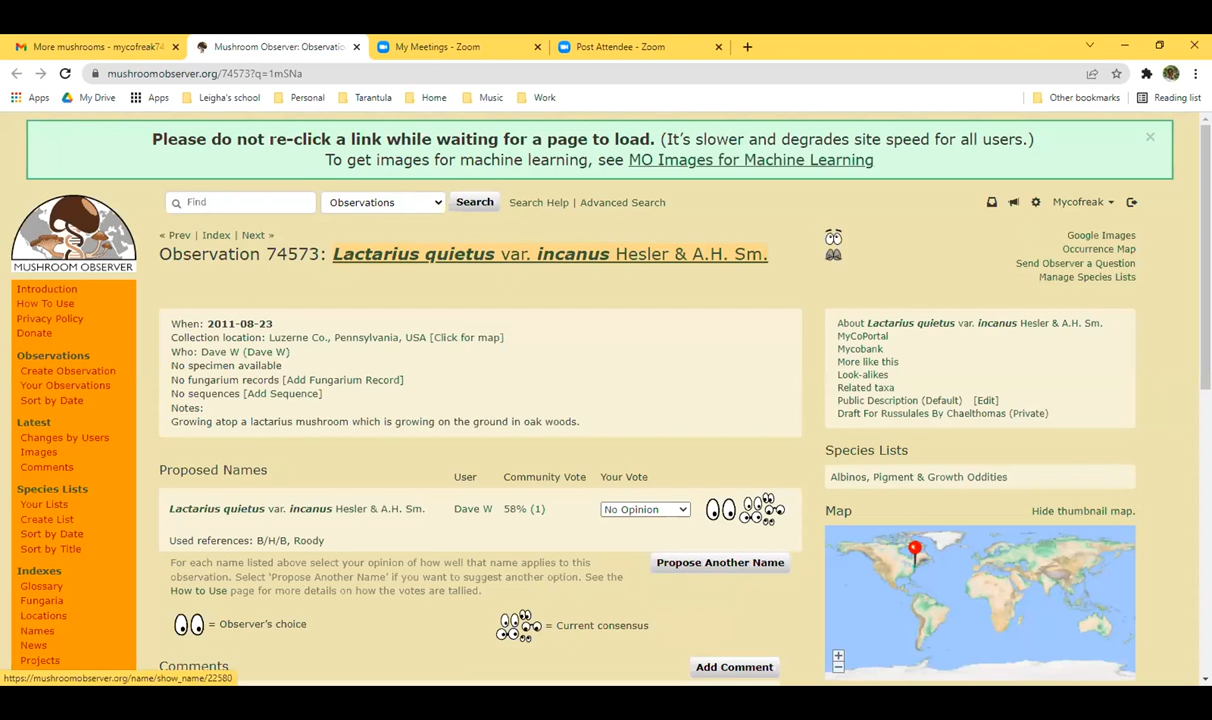 More mushrooms - mycofreak74
Mushroom Observer: Observatio
My Meetings - Zoom
Post Attendee - Zoom
mushroomobserver.org/74573?q=1mSNa
Apps My Drive Apps Leigha's school Personal Tarantula Home Music Work Other bookmarks Reading list
Please do not re-click a link while waiting for a page to load. (It's slower and degrades site speed for all users.)
To get images for machine learning, see MO Images for Machine Learning
Find Observations Search Search Help | Advanced Search Mycofreak
MUSHROOM OBSERVER
Introduction
How To Use
Privacy Policy
Donate
Observations
Create Observation
Your Observations
Sort by Date
Latest
Changes by Users
Images
Comments
Species Lists
Your Lists
Create List
Sort by Date
Sort by Title
Indexes
Glossary
Fungaria
Locations
Names
News
Projects
« Prev | Index | Next »
Observation 74573: Lactarius quietus var. incanus Hesler & A.H. Sm.
Google Images
Occurrence Map
Send Observer a Question
Manage Species Lists
When: 2011-08-23
Collection location: Luzerne Co., Pennsylvania, USA [Click for map]
Who: Dave W (Dave W)
No specimen available
No fungarium records [Add Fungarium Record]
No sequences [Add Sequence]
Notes:
Growing atop a lactarius mushroom which is growing on the ground in oak woods.
About Lactarius quietus var. incanus Hesler & A.H. Sm.
MyCoPortal
Mycobank
More like this
Look-alikes
Related taxa
Public Description (Default) [Edit]
Draft For Russulales By Chaelthomas (Private)
Species Lists
Albinos, Pigment & Growth Oddities
Map Hide thumbnail map.
+
−
Proposed Names User Community Vote Your Vote
Lactarius quietus var. incanus Hesler & A.H. Sm. Dave W 58% (1) No Opinion
Used references: B/H/B, Roody
For each name listed above select your opinion of how well that name applies to this
observation. Select 'Propose Another Name' if you want to suggest another option. See the
How to Use page for more details on how the votes are tallied.
Propose Another Name
= Observer's choice = Current consensus
Comments Add Comment
https://mushroomobserver.org/name/show_name/22580